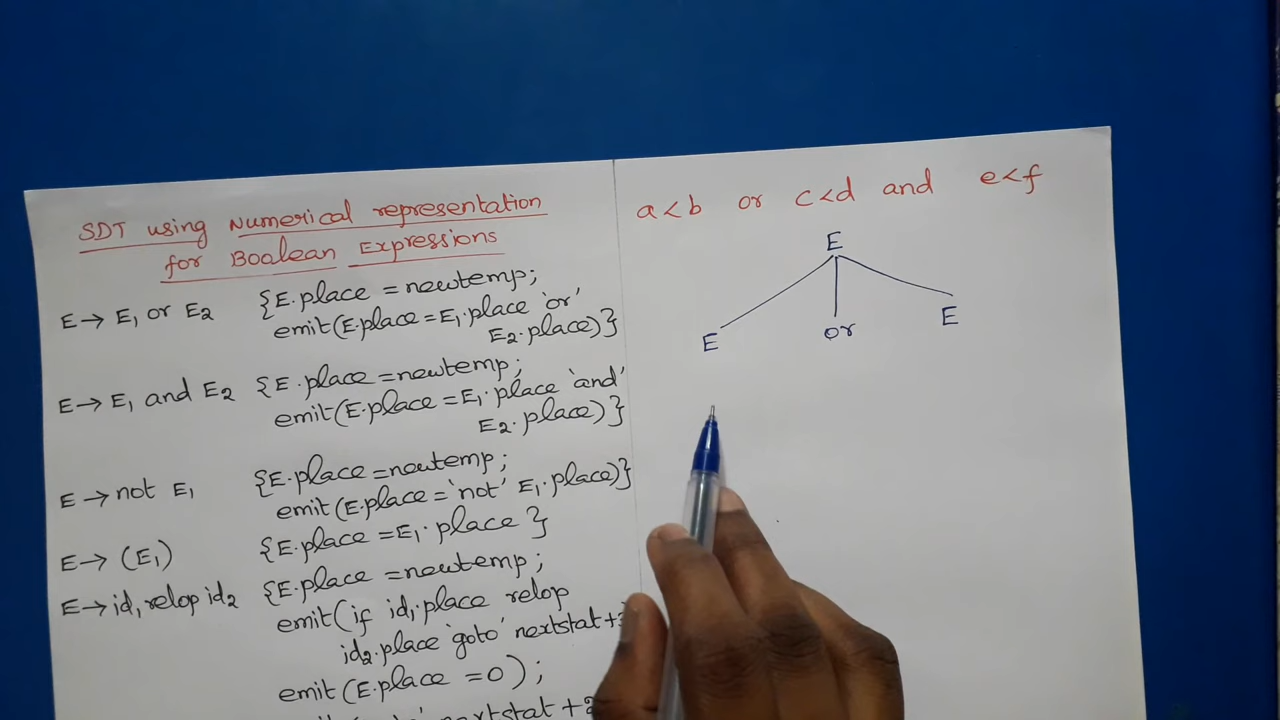 SDT using Numerical representation
for Boolean Expressions
E → E₁ or E₂ {E.place = newtemp;
emit(E.place = E₁.place 'or'
E₂.place)}
E → E₁ and E₂ {E.place = newtemp;
emit(E.place = E₁.place 'and'
E₂.place)}
E → not E₁ {E.place = newtemp;
emit(E.place = 'not' E₁.place)}
E → (E₁) {E.place = E₁.place}
E → id₁ relop id₂ {E.place = newtemp;
emit(if id₁.place relop
id₂.place 'goto' nextstat +3
emit (E.place = 0);
nextstat + 2
a < b or c < d and e < f
E
E or E